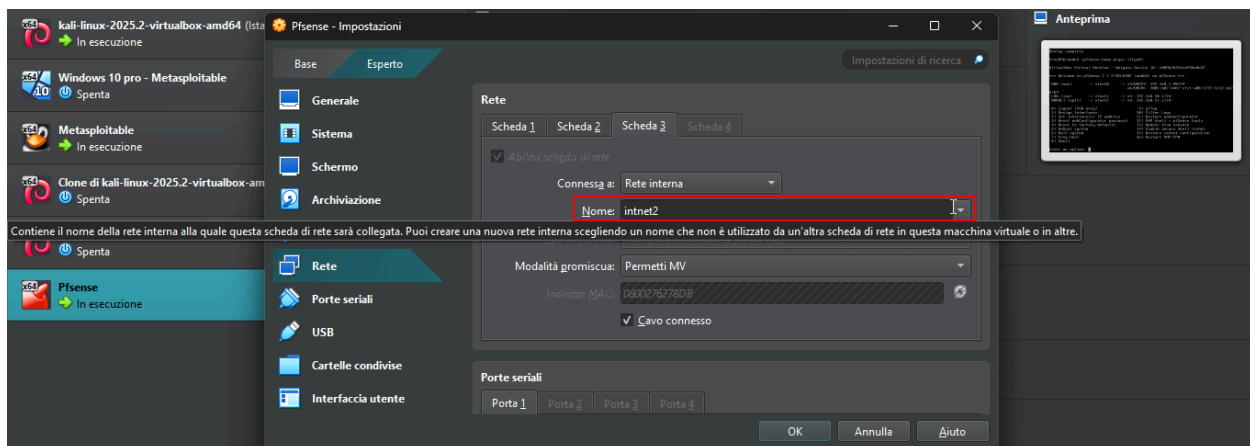 kali-linux-2025.2-virtualbox-amd64 (Ista
In esecuzione
Windows 10 pro - Metasploitable
Spenta
Metasploitable
In esecuzione
Clone di kali-linux-2025.2-virtualbox-am
Spenta
Spenta
Pfsense
In esecuzione
Pfsense - Impostazioni
Base
Esperto
Impostazioni di ricerca
Generale
Sistema
Schermo
Archiviazione
Rete
Porte seriali
USB
Cartelle condivise
Interfaccia utente
Rete
Scheda 1
Scheda 2
Scheda 3
Scheda 4
Abilita scheda di rete
Connessa a: Rete interna
Nome: intnet2
Contiene il nome della rete interna alla quale questa scheda di rete sarà collegata. Puoi creare una nuova rete interna scegliendo un nome che non è utilizzato da un'altra scheda di rete in questa macchina virtuale o in altre.
Modalità promiscua: Permetti MV
Indirizzo MAC: 0800276278DB
Cavo connesso
Porte seriali
Porta 1
Porta 2
Porta 3
Porta 4
OK
Annulla
Aiuto
Anteprima